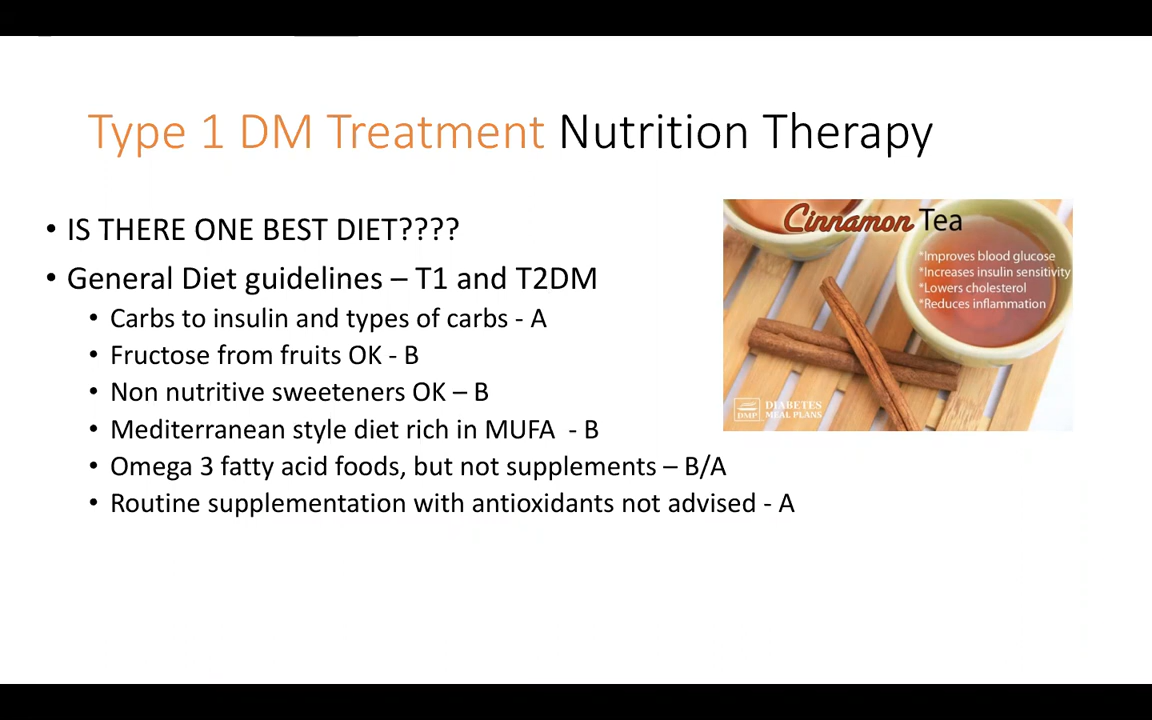 Type 1 DM Treatment Nutrition Therapy
• IS THERE ONE BEST DIET????
• General Diet guidelines – T1 and T2DM
• Carbs to insulin and types of carbs - A
• Fructose from fruits OK - B
• Non nutritive sweeteners OK – B
• Mediterranean style diet rich in MUFA  - B
• Omega 3 fatty acid foods, but not supplements – B/A
• Routine supplementation with antioxidants not advised - A
Cinnamon Tea
*Improves blood glucose
*Increases insulin sensitivity
*Lowers cholesterol
*Reduces inflammation
DMP
DIABETES
MEAL PLANS